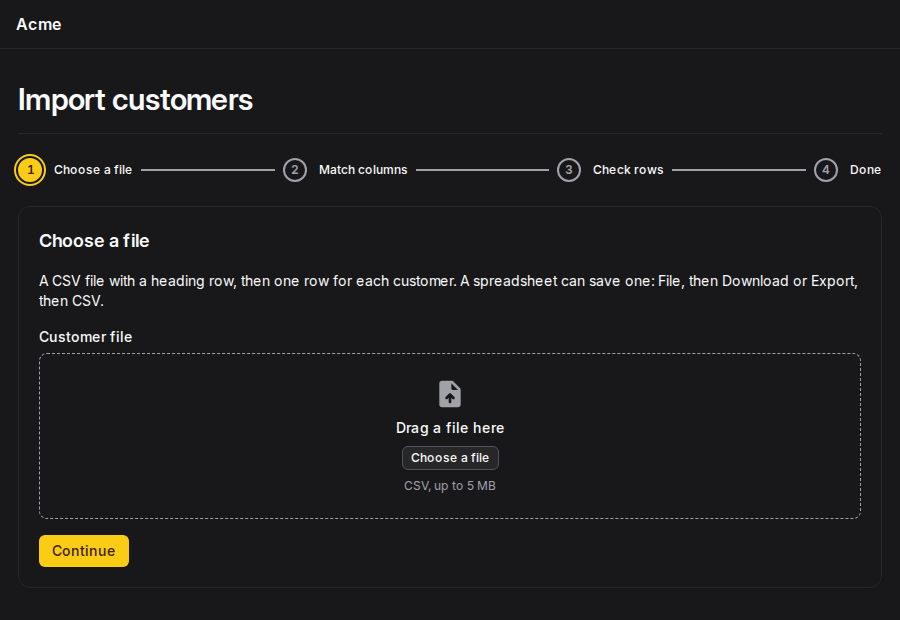 Acme
Import customers
1 Choose a file 2 Match columns 3 Check rows 4 Done
Choose a file
A CSV file with a heading row, then one row for each customer. A spreadsheet can save one: File, then Download or Export,
then CSV.
Customer file
Drag a file here
Choose a file
CSV, up to 5 MB
Continue